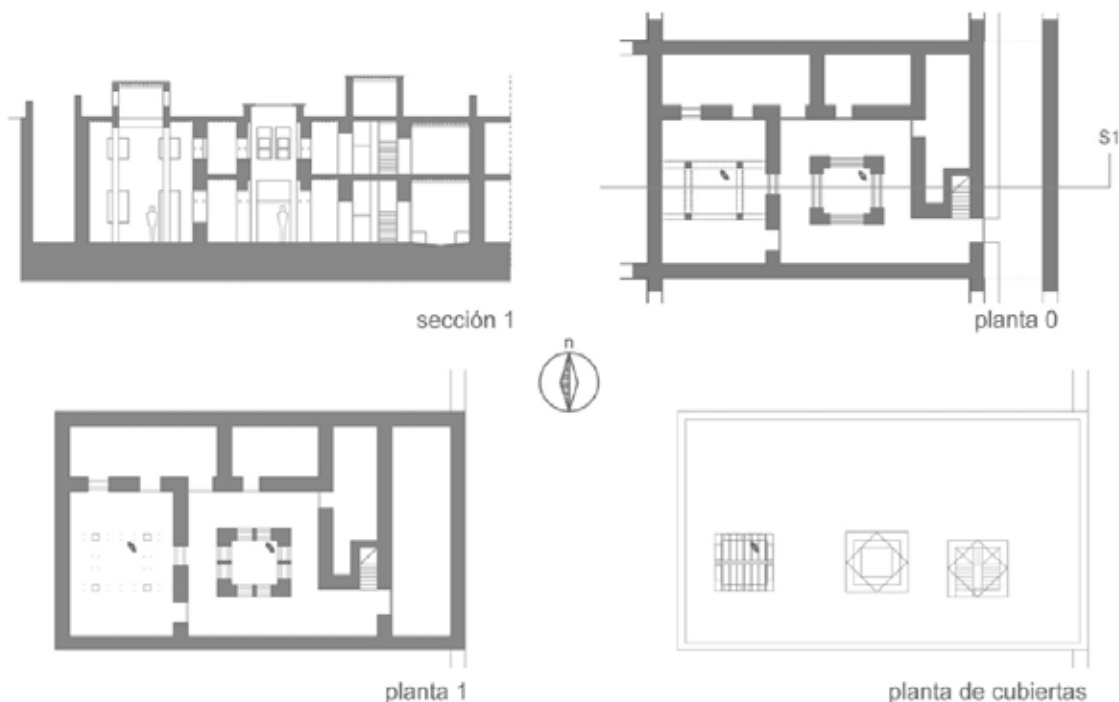 S1
sección 1
planta 0
n
planta 1
planta de cubiertas